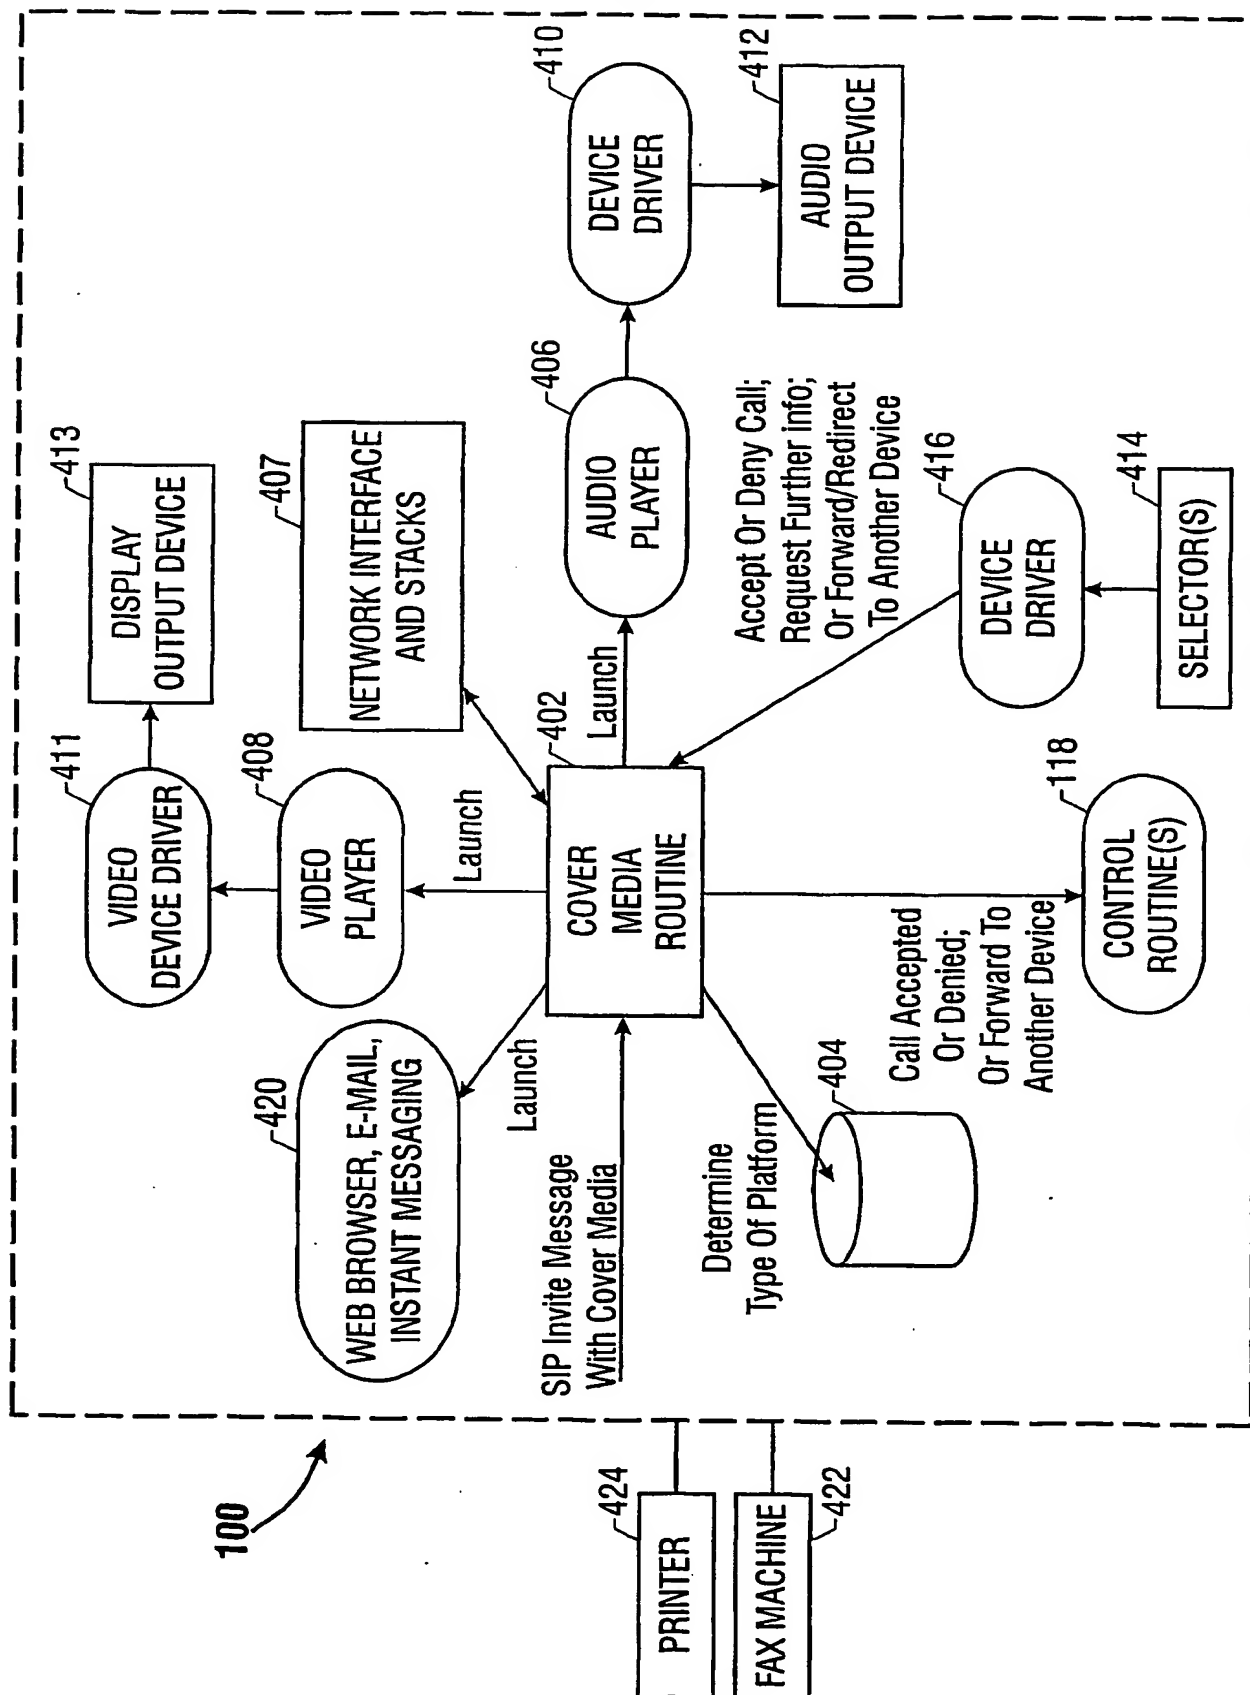 100
VIDEO
DEVICE DRIVER
411
DISPLAY
OUTPUT DEVICE
413
WEB BROWSER, E-MAIL,
INSTANT MESSAGING
420
VIDEO
PLAYER
408
NETWORK INTERFACE
AND STACKS
407
Launch
Launch
SIP Invite Message
With Cover Media
COVER
MEDIA
ROUTINE
402
Launch
AUDIO
PLAYER
406
DEVICE
DRIVER
410
AUDIO
OUTPUT DEVICE
412
Determine
Type Of Platform
404
Accept Or Deny Call;
Request Further info;
Or Forward/Redirect
To Another Device
Call Accepted
Or Denied;
Or Forward To
Another Device
DEVICE
DRIVER
416
CONTROL
ROUTINE(S)
118
SELECTOR(S)
414
PRINTER
424
FAX MACHINE
422